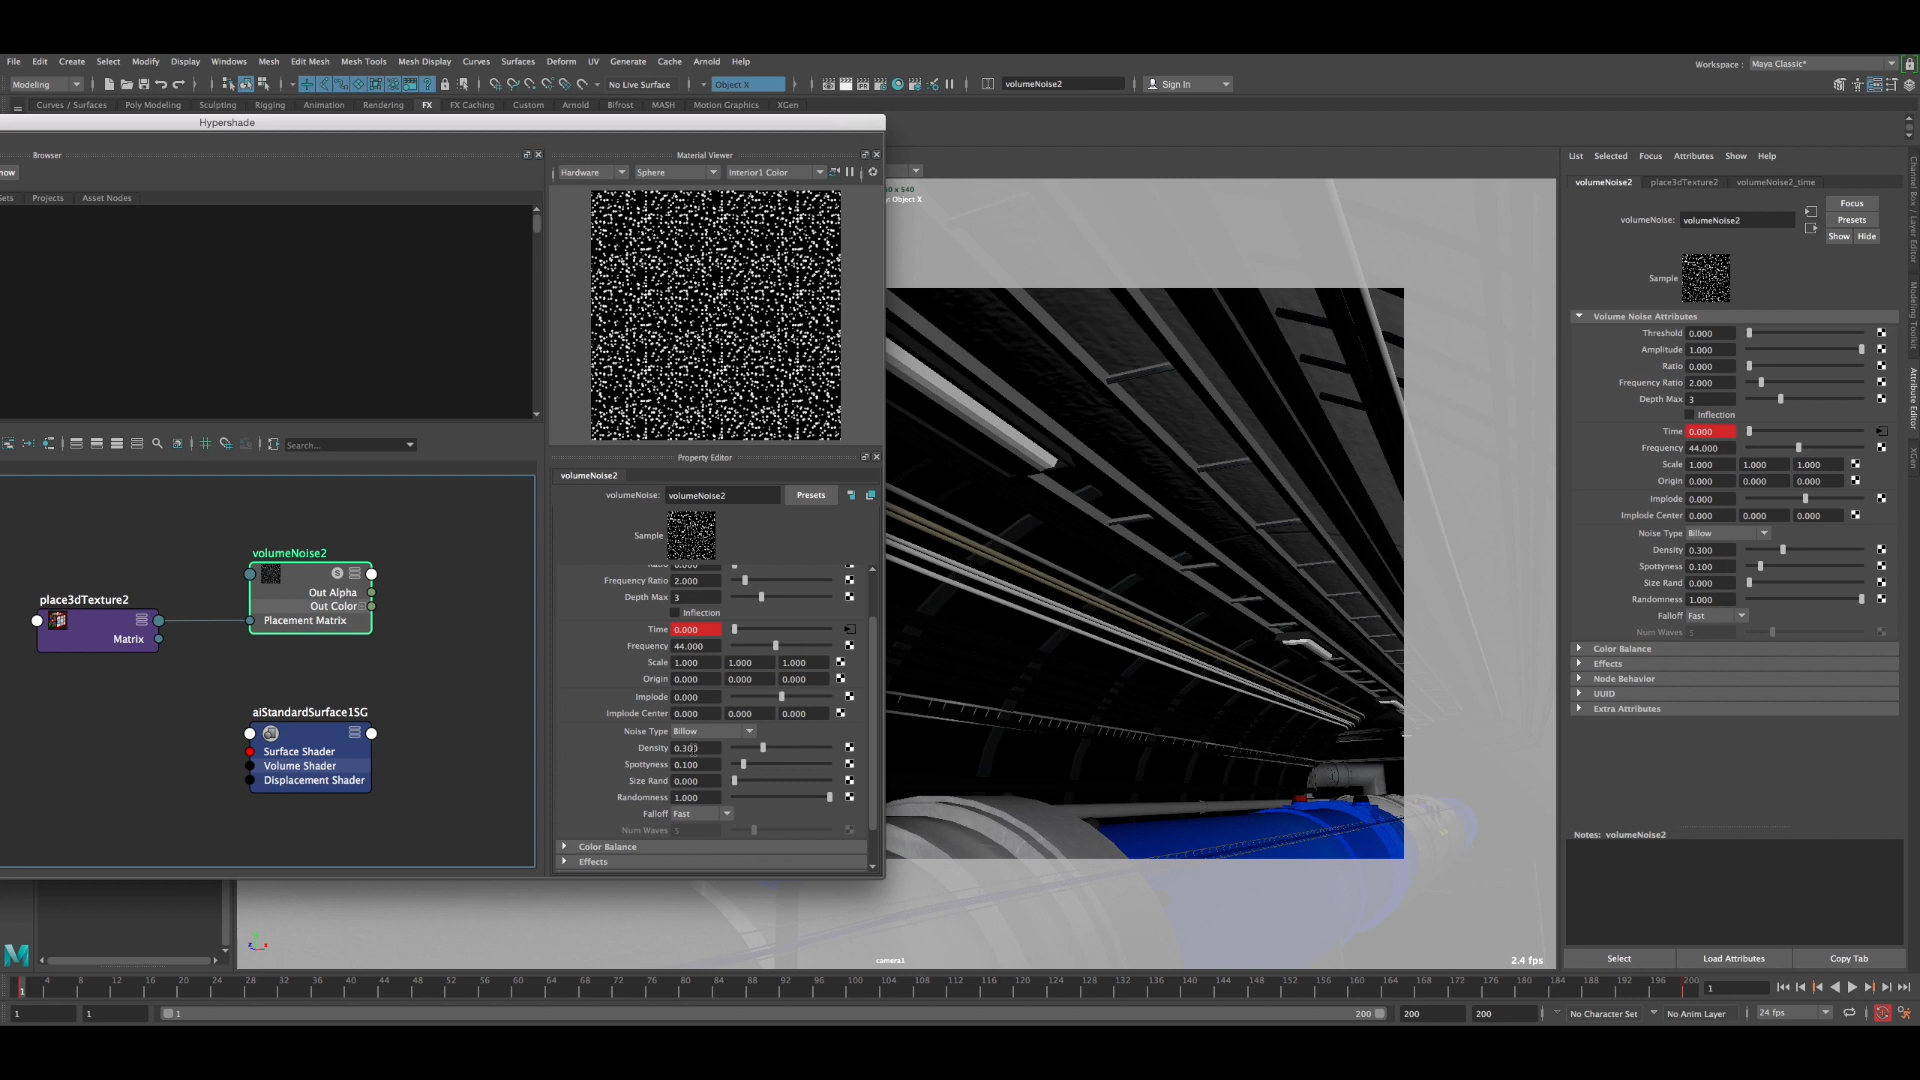 File Edit Create Select Modify Display Windows Mesh Edit Mesh Mesh Tools Mesh Display Curves Surfaces Deform UV Generate Cache Arnold Help
Workspace : Maya Classic*
Modeling No Live Surface Object X volumeNoise2 Sign In
Curves / Surfaces Poly Modeling Sculpting Rigging Animation Rendering FX FX Caching Custom Arnold Bifrost MASH Motion Graphics XGen
Hypershade
Browser
Material Viewer
Hardware Sphere Interior1 Color
Projects Asset Nodes
Search...
Property Editor
volumeNoise2
volumeNoise: volumeNoise2 Presets
Sample
Frequency Ratio 2.000
Depth Max 3
Inflection
Time 0.000
Frequency 44.000
Scale 1.000 1.000 1.000
Origin 0.000 0.000 0.000
Implode 0.000
Implode Center 0.000 0.000 0.000
Noise Type Billow
Density 0.300
Spottyness 0.100
Size Rand 0.000
Randomness 1.000
Falloff Fast
Num Waves 5
Color Balance
Effects
volumeNoise2
Out Alpha
Out Color
Placement Matrix
place3dTexture2
Matrix
aiStandardSurface1SG
Surface Shader
Volume Shader
Displacement Shader
x 540
: Object X
camera1
2.4 fps
List Selected Focus Attributes Show Help
volumeNoise2 place3dTexture2 volumeNoise2_time
volumeNoise: volumeNoise2
Focus
Presets
Show Hide
Sample
Volume Noise Attributes
Threshold 0.000
Amplitude 1.000
Ratio 0.000
Frequency Ratio 2.000
Depth Max 3
Inflection
Time 0.000
Frequency 44.000
Scale 1.000 1.000 1.000
Origin 0.000 0.000 0.000
Implode 0.000
Implode Center 0.000 0.000 0.000
Noise Type Billow
Density 0.300
Spottyness 0.100
Size Rand 0.000
Randomness 1.000
Falloff Fast
Num Waves 5
Color Balance
Effects
Node Behavior
UUID
Extra Attributes
Notes: volumeNoise2
Select Load Attributes Copy Tab
Channel Box / Layer Editor
Modeling Toolkit
Attribute Editor
XGen
1 4 8 12 16 20 24 28 32 36 40 44 48 52 56 60 64 68 72 76 80 84 88 92 96 100 104 108 112 116 120 124 128 132 136 140 144 148 152 156 160 164 168 172 176 180 184 188 192 196 200 1
1 1 1 200 200 200 No Character Set No Anim Layer 24 fps